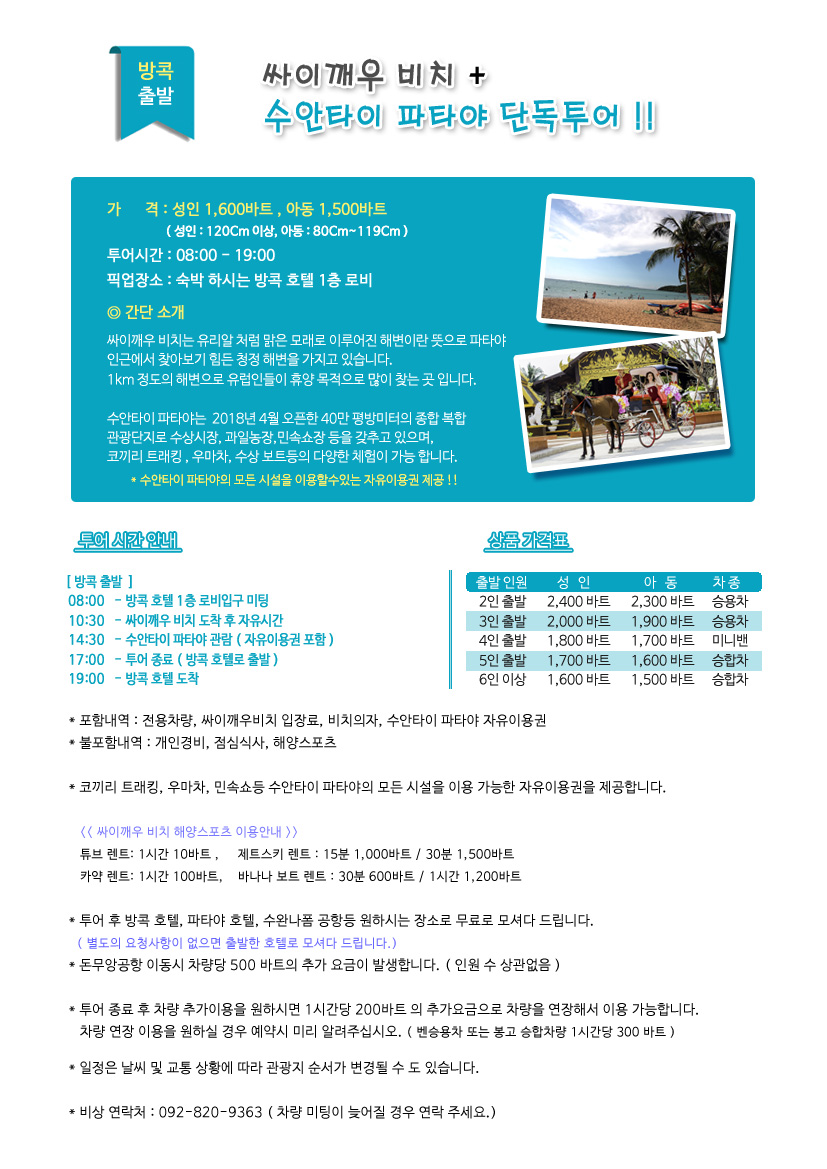 방콕
출발
싸이깨우 비치 +
수안타이 파타야 단독투어 !!
가 격 : 성인 1,600바트 , 아동 1,500바트
( 성인 : 120Cm 이상, 아동 : 80Cm~119Cm )
투어시간 : 08:00 - 19:00
픽업장소 : 숙박 하시는 방콕 호텔 1층 로비
◎ 간단 소개
싸이깨우 비치는 유리알 처럼 맑은 모래로 이루어진 해변이란 뜻으로 파타야
인근에서 찾아보기 힘든 청정 해변을 가지고 있습니다.
1km 정도의 해변으로 유럽인들이 휴양 목적으로 많이 찾는 곳 입니다.
수안타이 파타야는 2018년 4월 오픈한 40만 평방미터의 종합 복합
관광단지로 수상시장, 과일농장,민속쇼장 등을 갖추고 있으며,
코끼리 트래킹 , 우마차, 수상 보트등의 다양한 체험이 가능 합니다.
* 수안타이 파타야의 모든 시설을 이용할수있는 자유이용권 제공 !!
투어 시간 안내
[ 방콕 출발 ]
08:00 - 방콕 호텔 1층 로비입구 미팅
10:30 - 싸이깨우 비치 도착 후 자유시간
14:30 - 수안타이 파타야 관람 ( 자유이용권 포함 )
17:00 - 투어 종료 ( 방콕 호텔로 출발 )
19:00 - 방콕 호텔 도착
상품 가격표
출발 인원 성 인 아 동 차 종
2인 출발 2,400 바트 2,300 바트 승용차
3인 출발 2,000 바트 1,900 바트 승용차
4인 출발 1,800 바트 1,700 바트 미니밴
5인 출발 1,700 바트 1,600 바트 승합차
6인 이상 1,600 바트 1,500 바트 승합차
* 포함내역 : 전용차량, 싸이깨우비치 입장료, 비치의자, 수안타이 파타야 자유이용권
* 불포함내역 : 개인경비, 점심식사, 해양스포츠
* 코끼리 트래킹, 우마차, 민속쇼등 수안타이 파타야의 모든 시설을 이용 가능한 자유이용권을 제공합니다.
<< 싸이깨우 비치 해양스포츠 이용안내 >>
튜브 렌트: 1시간 10바트 , 제트스키 렌트 : 15분 1,000바트 / 30분 1,500바트
카약 렌트: 1시간 100바트, 바나나 보트 렌트 : 30분 600바트 / 1시간 1,200바트
* 투어 후 방콕 호텔, 파타야 호텔, 수완나폼 공항등 원하시는 장소로 무료로 모셔다 드립니다.
( 별도의 요청사항이 없으면 출발한 호텔로 모셔다 드립니다.)
* 돈무앙공항 이동시 차량당 500 바트의 추가 요금이 발생합니다. ( 인원 수 상관없음 )
* 투어 종료 후 차량 추가이용을 원하시면 1시간당 200바트 의 추가요금으로 차량을 연장해서 이용 가능합니다.
차량 연장 이용을 원하실 경우 예약시 미리 알려주십시오. ( 벤승용차 또는 봉고 승합차량 1시간당 300 바트 )
* 일정은 날씨 및 교통 상황에 따라 관광지 순서가 변경될 수 도 있습니다.
* 비상 연락처 : 092-820-9363 ( 차량 미팅이 늦어질 경우 연락 주세요.)